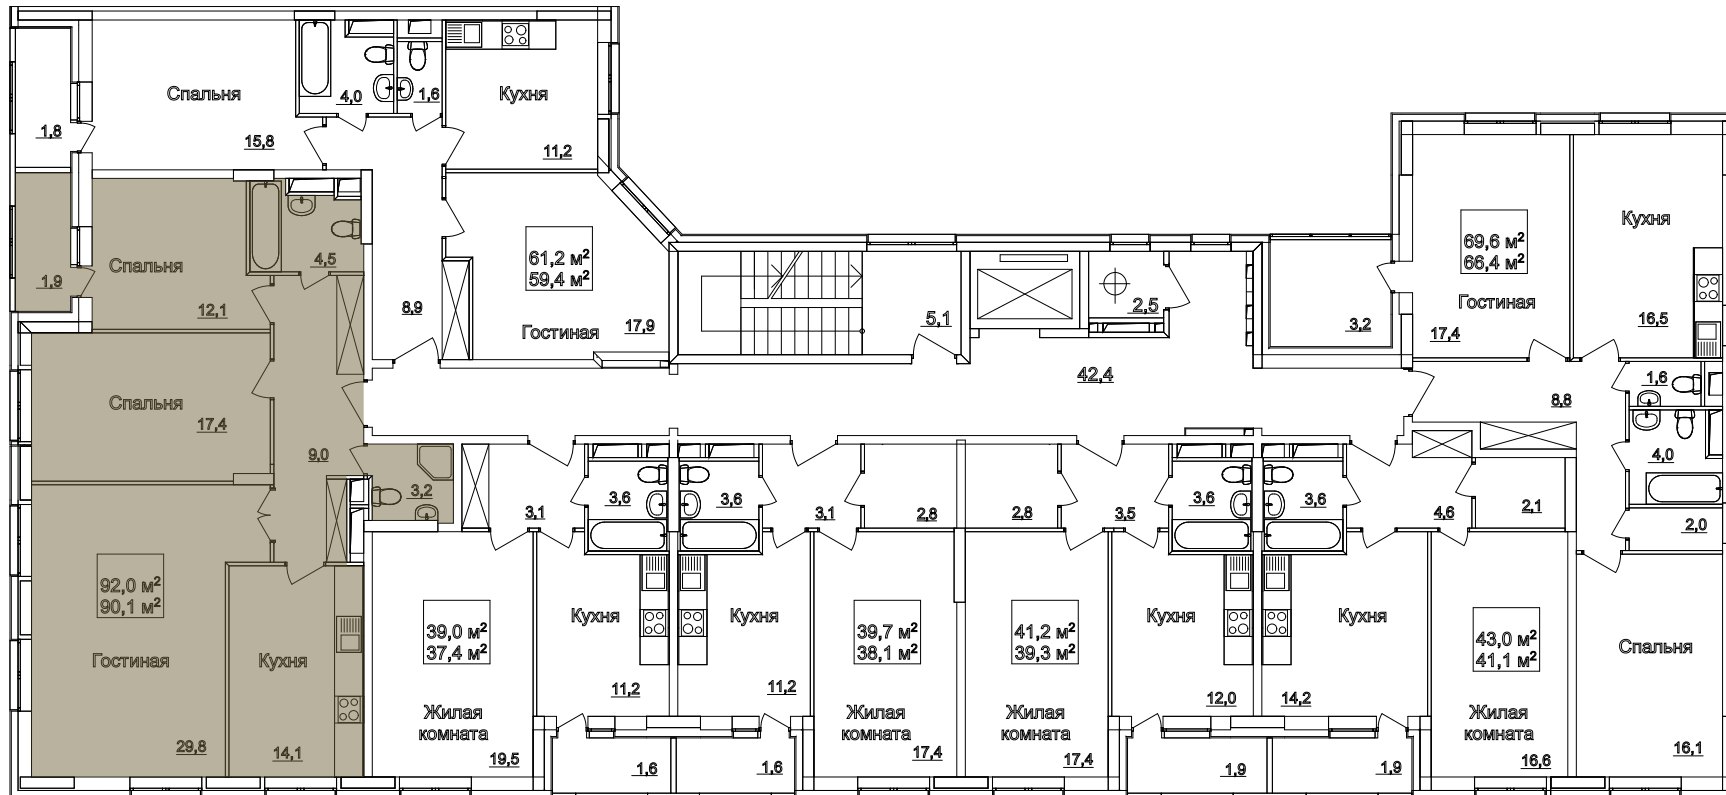 Спальня
4,0
1,6
Кухня
1,8
15,8
11,2
Спальня
4,5
1,9
12,1
8,9
61,2 м²
59,4 м²
Гостиная
17,9
5,1
2,5
3,2
69,6 м²
66,4 м²
Гостиная
17,4
Кухня
16,5
42,4
Спальня
17,4
9,0
3,2
1,6
8,8
4,0
2,0
3,1
3,6
3,6
3,1
2,8
2,8
3,5
3,6
3,6
4,6
2,1
92,0 м²
90,1 м²
Гостиная
29,8
Кухня
14,1
39,0 м²
37,4 м²
Жилая
комната
19,5
Кухня
11,2
Кухня
11,2
39,7 м²
38,1 м²
Жилая
комната
17,4
41,2 м²
39,3 м²
Жилая
комната
17,4
Кухня
12,0
Кухня
14,2
43,0 м²
41,1 м²
Жилая
комната
16,6
Спальня
16,1
1,6
1,6
1,9
1,9